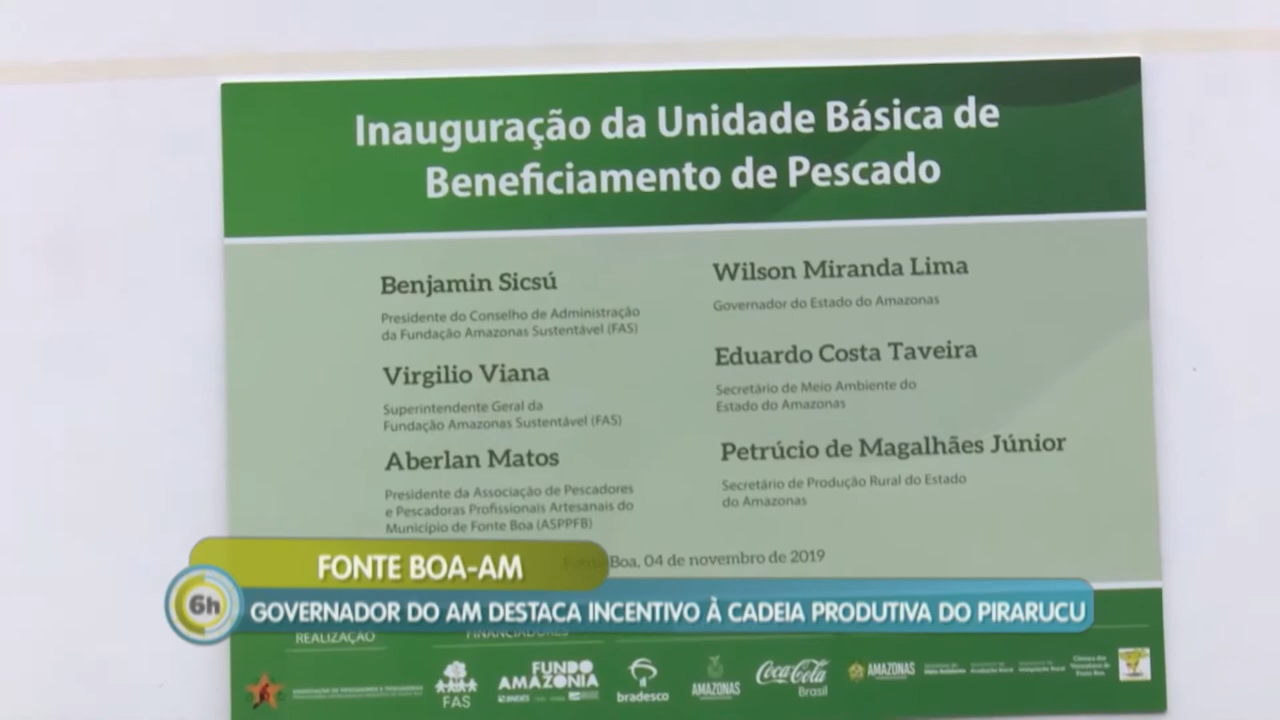 Inauguração da Unidade Básica de
Beneficiamento de Pescado
Benjamin Sicsú
Presidente do Conselho de Administração
da Fundação Amazonas Sustentável (FAS)
Virgilio Viana
Superintendente Geral da
Fundação Amazonas Sustentável (FAS)
Aberlan Matos
Presidente da Associação de Pescadores
e Pescadoras Profissionais Artesanais do
Município de Fonte Boa (ASPPFB)
Wilson Miranda Lima
Governador do Estado do Amazonas
Eduardo Costa Taveira
Secretário de Meio Ambiente do
Estado do Amazonas
Petrúcio de Magalhães Júnior
Secretário de Produção Rural do Estado
do Amazonas
Boa, 04 de novembro de 2019
FONTE BOA-AM
6h
GOVERNADOR DO AM DESTACA INCENTIVO À CADEIA PRODUTIVA DO PIRARUCU
REALIZAÇÃO
FINANCIADORES
FAS
FUNDO
AMAZONIA
bradesco
AMAZONAS
Coca-Cola
Brasil
AMAZONAS